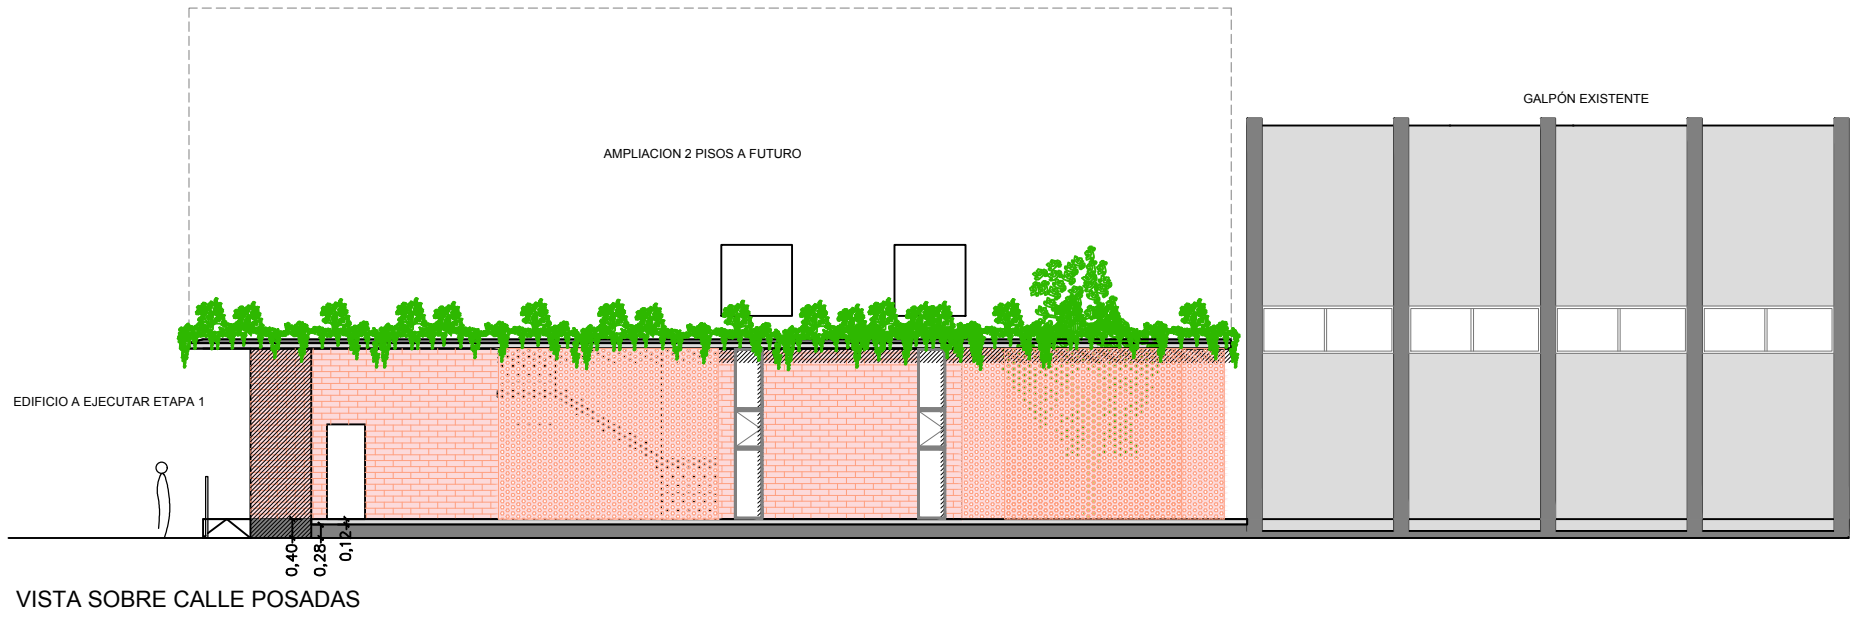 GALPÓN EXISTENTE
AMPLIACION 2 PISOS A FUTURO
EDIFICIO A EJECUTAR ETAPA 1
0,40
0,28
0,12
VISTA SOBRE CALLE POSADAS